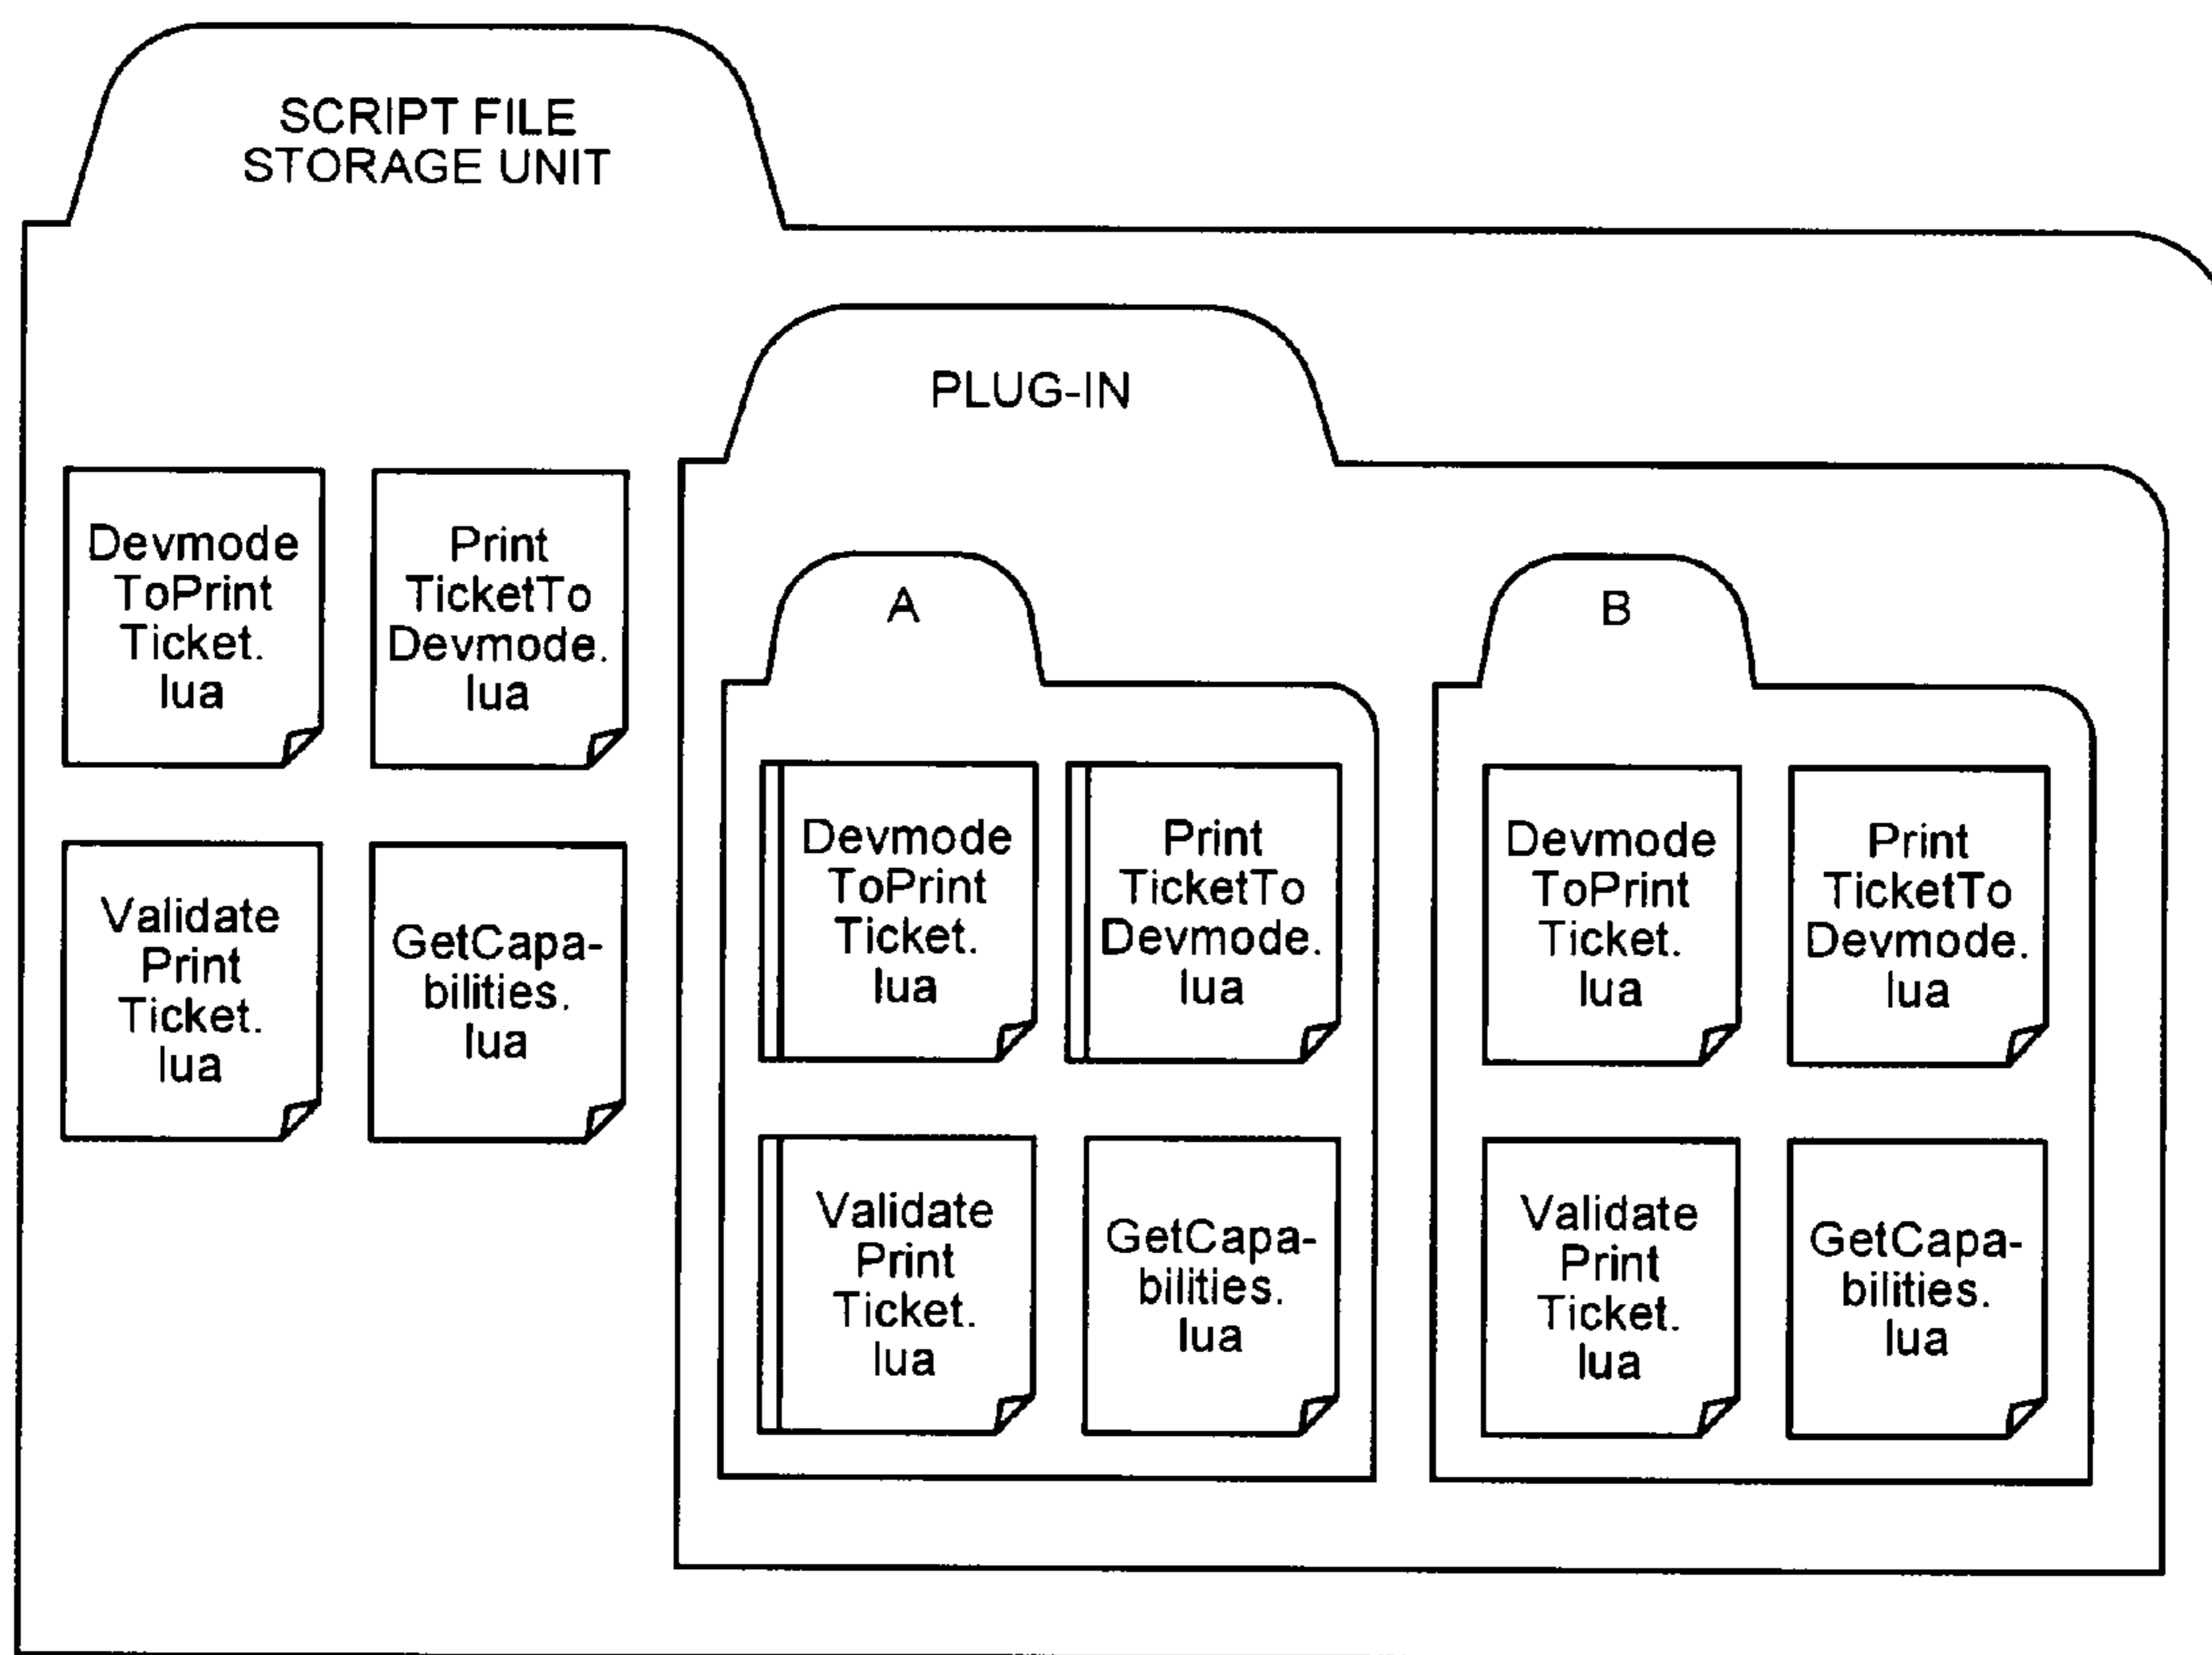 SCRIPT FILE
STORAGE UNIT
PLUG-IN
Devmode
ToPrint
Ticket.
lua
Print
TicketTo
Devmode.
lua
Validate
Print
Ticket.
lua
GetCapa-
bilities.
lua
A
Devmode
ToPrint
Ticket.
lua
Print
TicketTo
Devmode.
lua
Validate
Print
Ticket.
lua
GetCapa-
bilities.
lua
B
Devmode
ToPrint
Ticket.
lua
Print
TicketTo
Devmode.
lua
Validate
Print
Ticket.
lua
GetCapa-
bilities.
lua